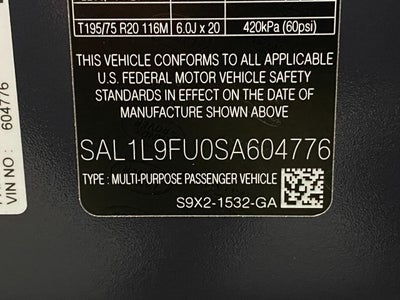 T195/75 R20 116M 6.0J x 20 420kPa (60psi)
THIS VEHICLE CONFORMS TO ALL APPLICABLE
U.S. FEDERAL MOTOR VEHICLE SAFETY
STANDARDS IN EFFECT ON THE DATE OF
MANUFACTURE SHOWN ABOVE
SAL1L9FU0SA604776
TYPE : MULTI-PURPOSE PASSENGER VEHICLE
S9X2-1532-GA
VIN NO : 604776